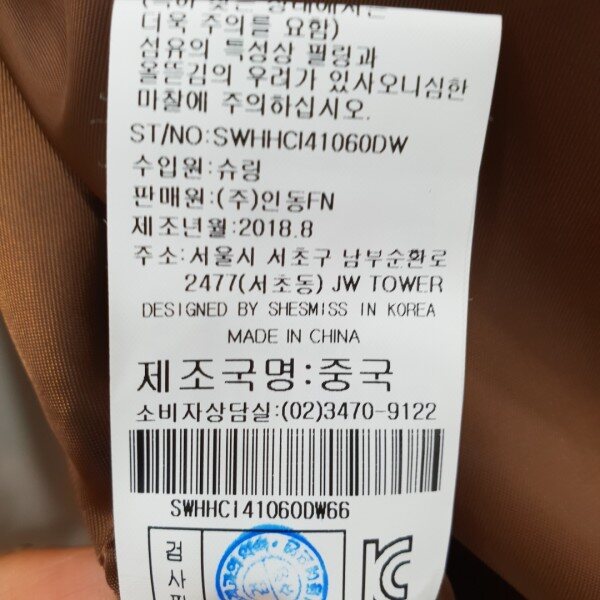 더욱 주의를 요함)
섬유의 특성상 필링과
올뜯김의 우려가 있사오니심한
마찰에 주의하십시오.
ST/NO:SWHHCI41060DW
수입원:슈링
판매원:(주)인동FN
제조년월:2018.8
주소:서울시 서초구 남부순환로
2477(서초동) JW TOWER
DESIGNED BY SHESMISS IN KOREA
MADE IN CHINA
제조국명:중국
소비자상담실:(02)3470-9122
SWHHCI41060DW66
검사